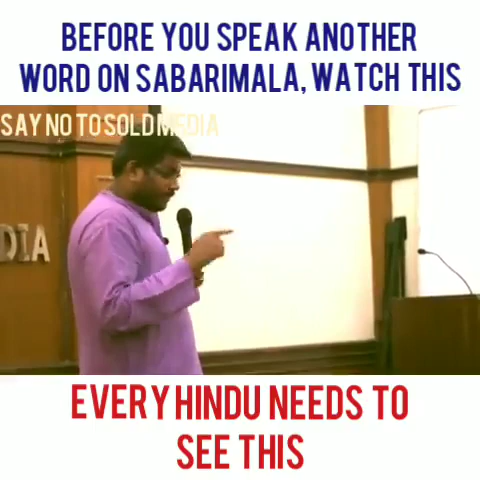 BEFORE YOU SPEAK ANOTHER
WORD ON SABARIMALA, WATCH THIS
SAY NO TO SOLD MEDIA
DIA
EVERY HINDU NEEDS TO
SEE THIS